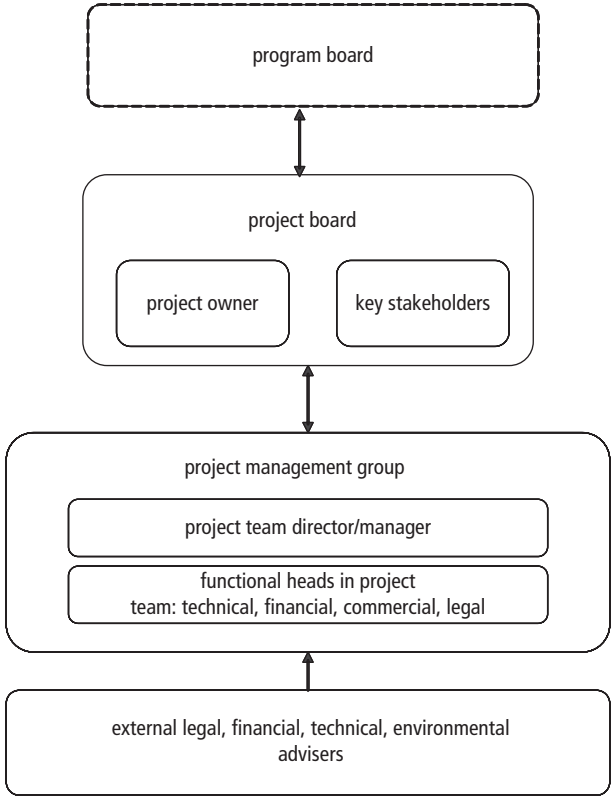 program board
project board
project owner
key stakeholders
project management group
project team director/manager
functional heads in project
team: technical, financial, commercial, legal
external legal, financial, technical, environmental
advisers